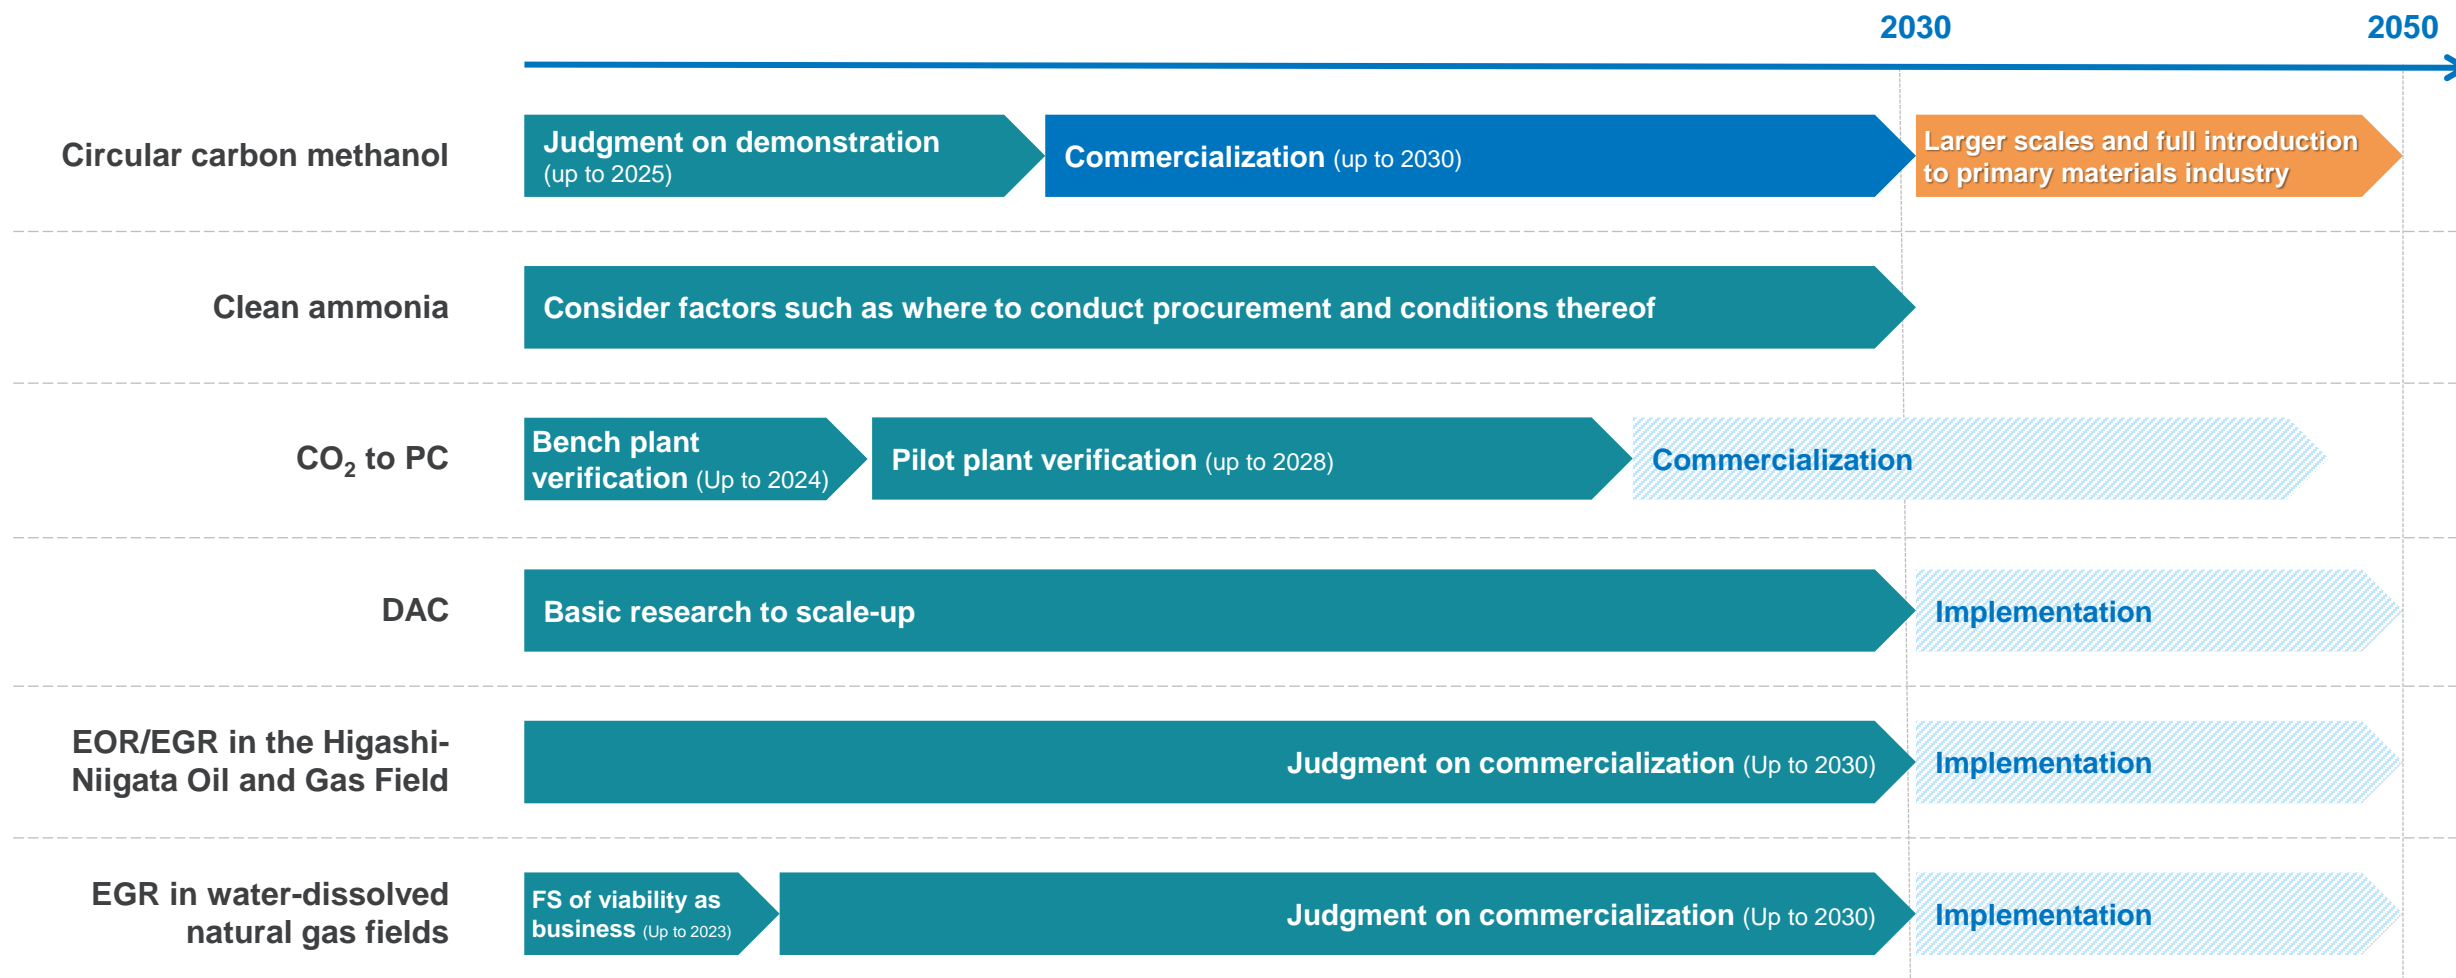 2030
2050
Circular carbon methanol
Judgment on demonstration
(up to 2025)
Commercialization (up to 2030)
Larger scales and full introduction
to primary materials industry
Clean ammonia
Consider factors such as where to conduct procurement and conditions thereof
CO₂ to PC
Bench plant
verification (Up to 2024)
Pilot plant verification (up to 2028)
Commercialization
DAC
Basic research to scale-up
Implementation
EOR/EGR in the Higashi-
Niigata Oil and Gas Field
Judgment on commercialization (Up to 2030)
Implementation
EGR in water-dissolved
natural gas fields
FS of viability as
business (Up to 2023)
Judgment on commercialization (Up to 2030)
Implementation